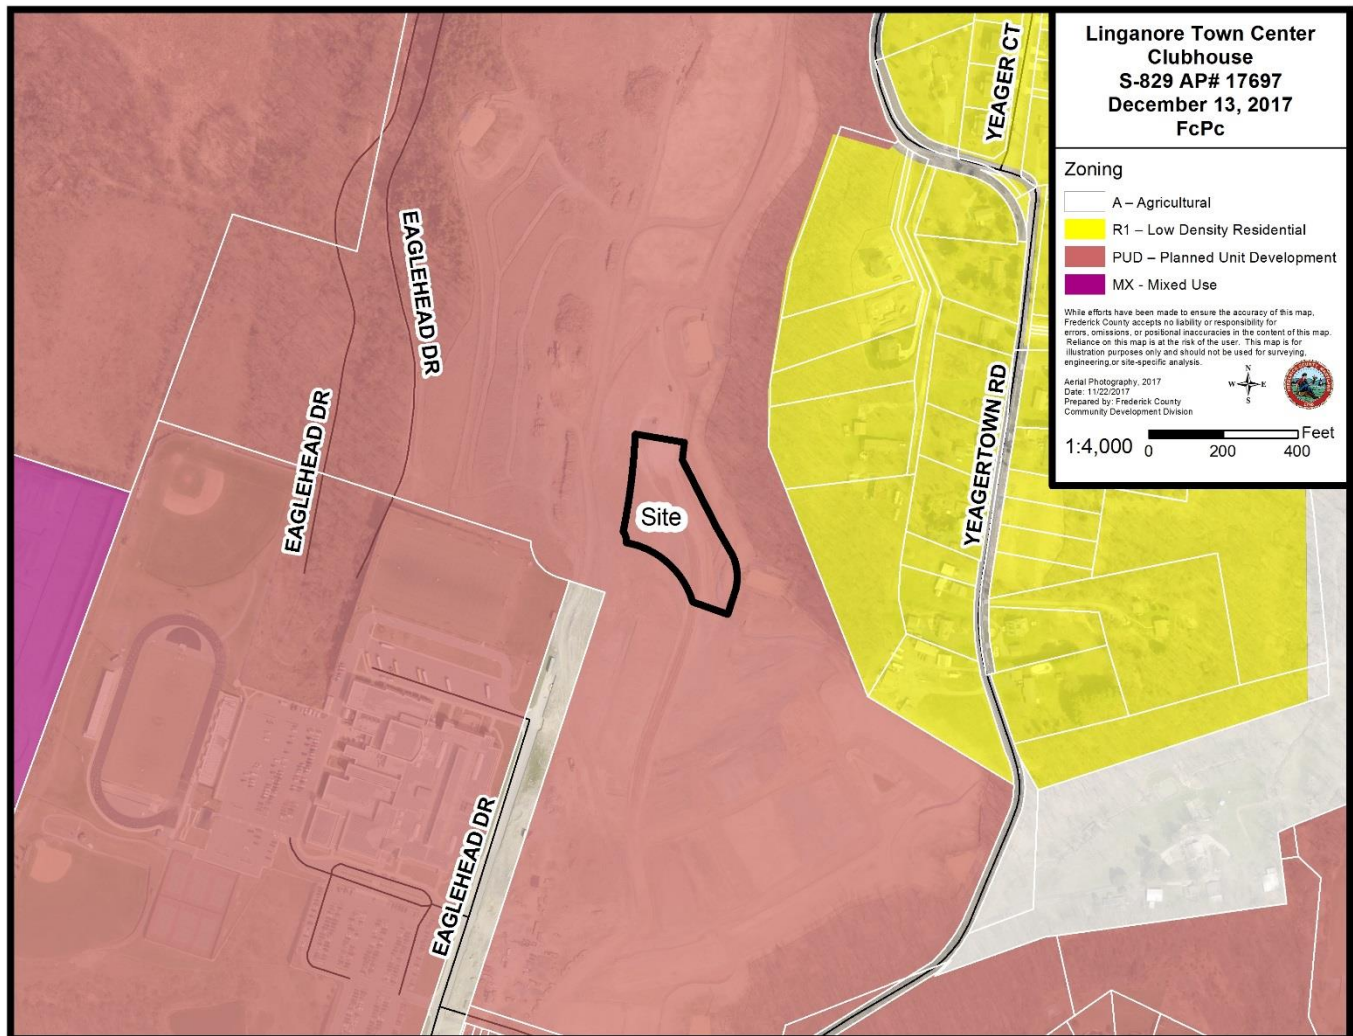 Linganore Town Center
Clubhouse
S-829 AP# 17697
December 13, 2017
FcPc
Zoning
A – Agricultural
R1 – Low Density Residential
PUD – Planned Unit Development
MX - Mixed Use
While efforts have been made to ensure the accuracy of this map,
Frederick County accepts no liability or responsibility for
errors, omissions, or positional inaccuracies in the content of this map.
Reliance on this map is at the risk of the user. This map is for
illustration purposes only and should not be used for surveying,
engineering,or site-specific analysis.
Aerial Photography, 2017
Date: 11/22/2017
Prepared by: Frederick County
Community Development Division
N
W E
S
1:4,000
Feet
0 200 400
YEAGER CT
EAGLEHEAD DR
EAGLEHEAD DR
YEAGERTOWN RD
Site
EAGLEHEAD DR